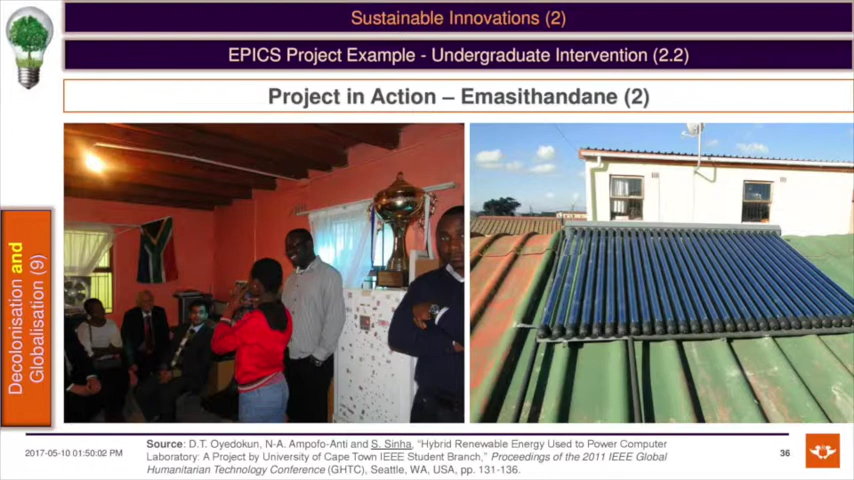 Sustainable Innovations (2)
EPICS Project Example - Undergraduate Intervention (2.2)
Project in Action – Emasithandane (2)
Decolonisation and
Globalisation (9)
2017-05-10 01:50:02 PM
Source: D.T. Oyedokun, N-A. Ampofo-Anti and S. Sinha, “Hybrid Renewable Energy Used to Power Computer
Laboratory: A Project by University of Cape Town IEEE Student Branch,” Proceedings of the 2011 IEEE Global
Humanitarian Technology Conference (GHTC), Seattle, WA, USA, pp. 131-136.
36